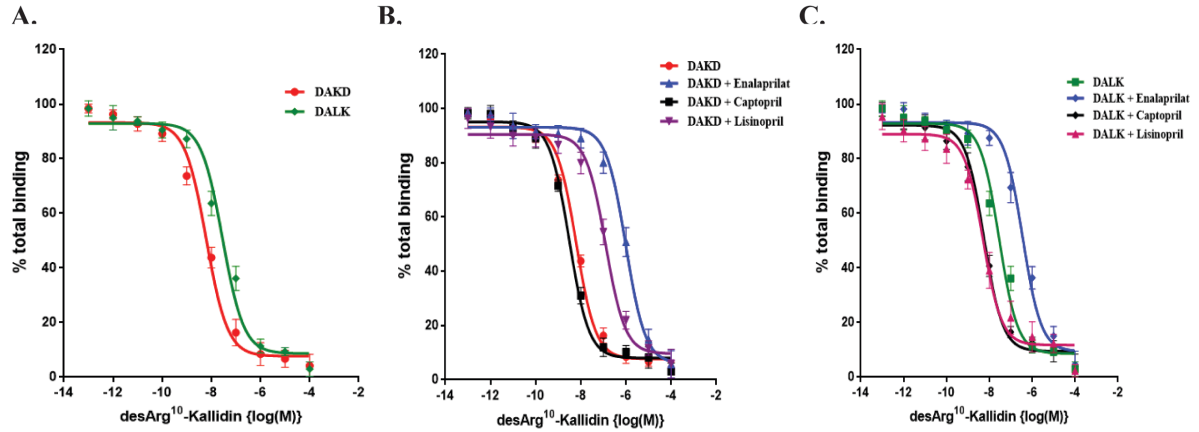 A.
% total binding
120
100
80
60
40
20
0
-14 -12 -10 -8 -6 -4 -2
desArg¹⁰-Kallidin {log(M)}
DAKD
DALK
B.
% total binding
120
100
80
60
40
20
0
-14 -12 -10 -8 -6 -4 -2
desArg¹⁰-Kallidin {log(M)}
DAKD
DAKD + Enalaprilat
DAKD + Captopril
DAKD + Lisinopril
C.
% total binding
120
100
80
60
40
20
0
-14 -12 -10 -8 -6 -4 -2
desArg¹⁰-Kallidin {log(M)}
DALK
DALK + Enalaprilat
DALK + Captopril
DALK + Lisinopril